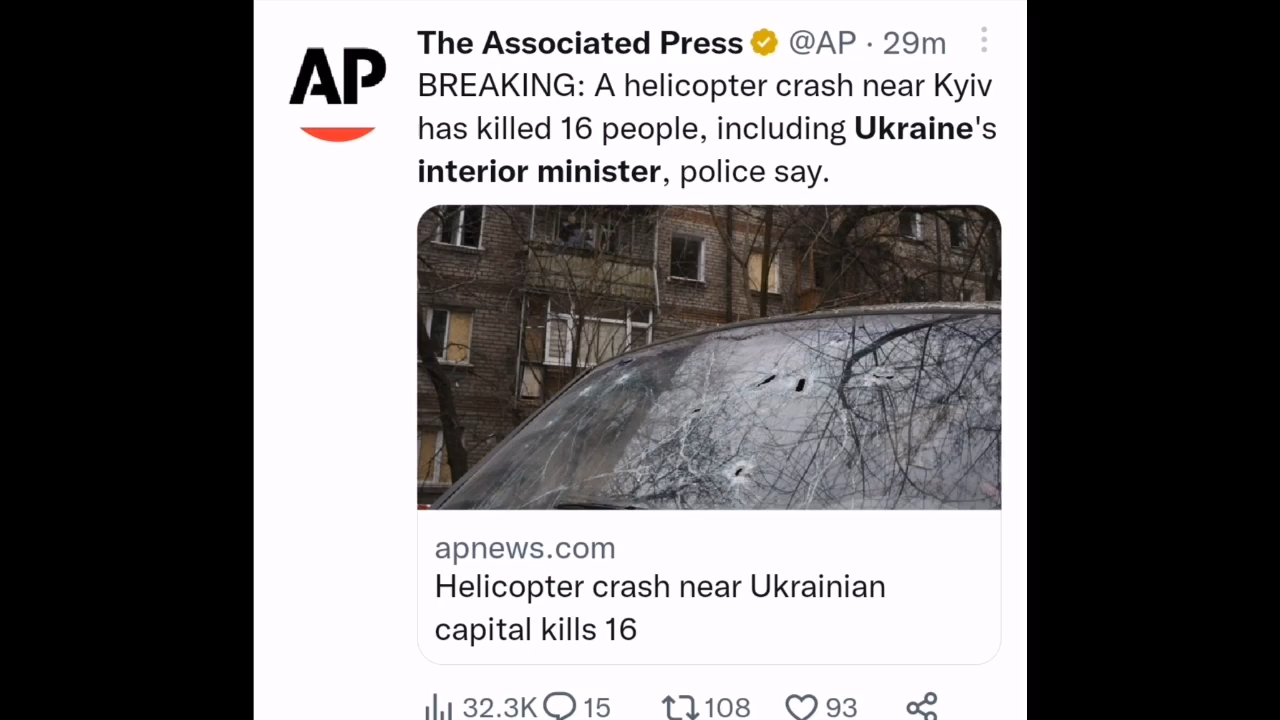 AP
The Associated Press @AP · 29m
BREAKING: A helicopter crash near Kyiv
has killed 16 people, including Ukraine's
interior minister, police say.
apnews.com
Helicopter crash near Ukrainian
capital kills 16
32.3K 15 108 93